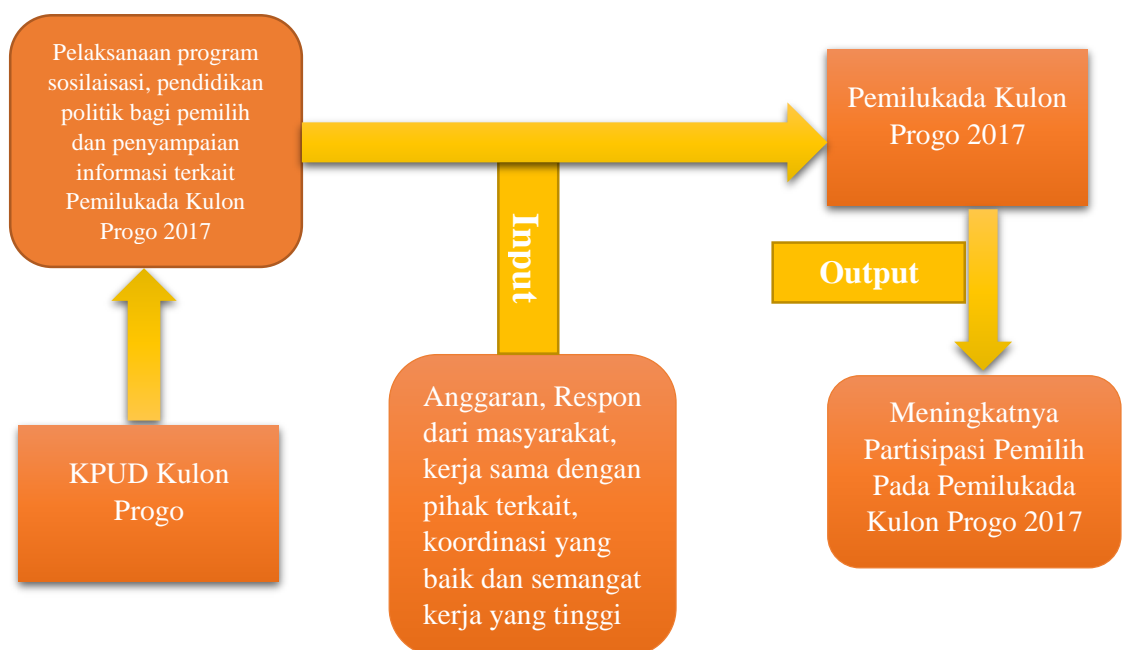 Pelaksanaan program
sosilaisasi, pendidikan
politik bagi pemilih
dan penyampaian
informasi terkait
Pemilukada Kulon
Progo 2017
Pemilukada Kulon
Progo 2017
Input
Output
KPUD Kulon
Progo
Anggaran, Respon
dari masyarakat,
kerja sama dengan
pihak terkait,
koordinasi yang
baik dan semangat
kerja yang tinggi
Meningkatnya
Partisipasi Pemilih
Pada Pemilukada
Kulon Progo 2017